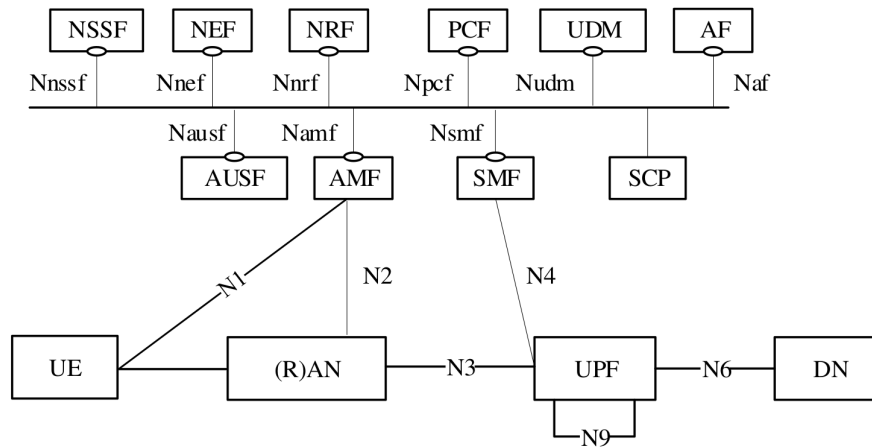 NSSF NEF NRF PCF UDM AF
Nnssf Nnef Nnrf Npcf Nudm Naf
Nausf Namf Nsmf
AUSF AMF SMF SCP
N1 N2 N4
UE (R)AN N3 UPF N6 DN
N9